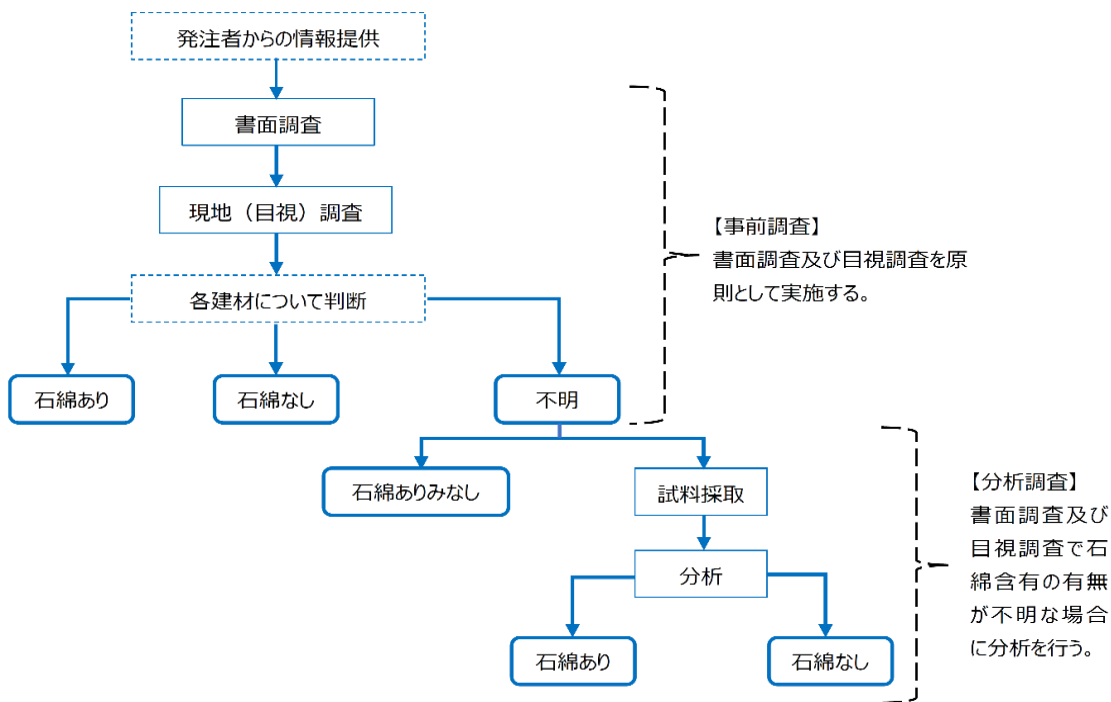 発注者からの情報提供
書面調査
現地（目視）調査
各建材について判断
石綿あり
石綿なし
不明
【事前調査】
書面調査及び目視調査を原
則として実施する。
石綿ありみなし
試料採取
分析
石綿あり
石綿なし
【分析調査】
書面調査及び
目視調査で石
綿含有の有無
が不明な場合
に分析を行う。